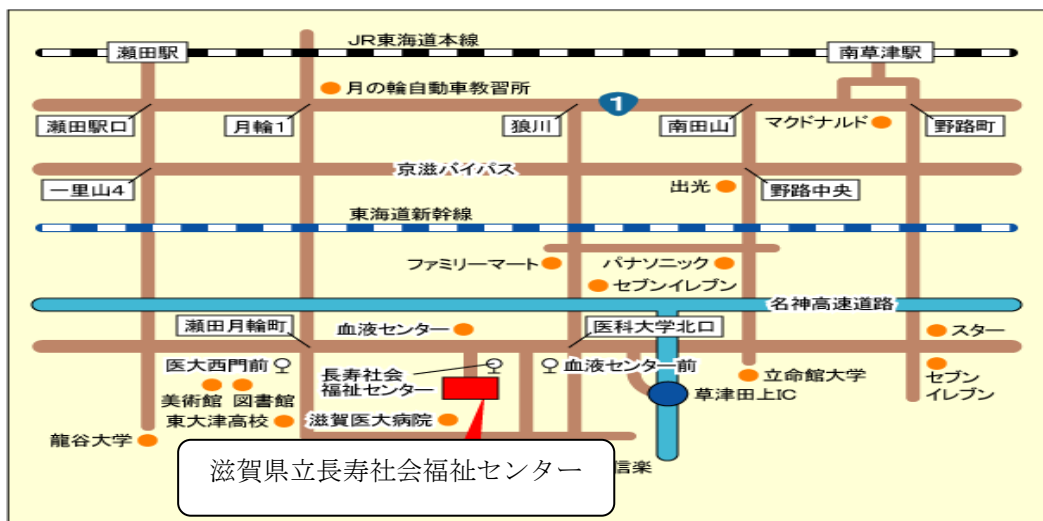 JR東海道本線
瀬田駅
南草津駅
月の輪自動車教習所
1
瀬田駅口
月輪1
狼川
南田山
マクドナルド
野路町
京滋バイパス
一里山4
出光
野路中央
東海道新幹線
ファミリーマート
パナソニック
セブンイレブン
名神高速道路
瀬田月輪町
血液センター
医科大学北口
スター
医大西門前
長寿社会
福祉センター
血液センター前
立命館大学
セブン
イレブン
美術館
図書館
草津田上IC
東大津高校
滋賀医大病院
龍谷大学
信楽
滋賀県立長寿社会福祉センター